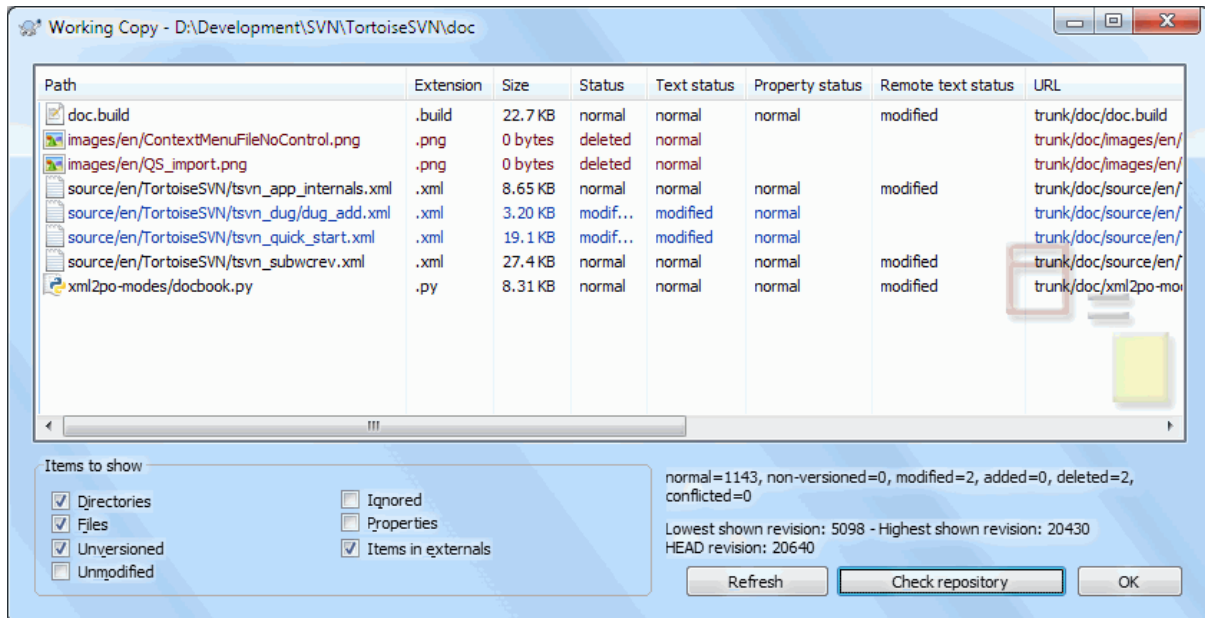 Working Copy - D:\Development\SVN\TortoiseSVN\doc
Path Extension Size Status Text status Property status Remote text status URL
doc.build .build 22.7 KB normal normal normal modified trunk/doc/doc.build
images/en/ContextMenuFileNoControl.png .png 0 bytes deleted normal trunk/doc/images/en/
images/en/QS_import.png .png 0 bytes deleted normal trunk/doc/images/en/
source/en/TortoiseSVN/tsvn_app_internals.xml .xml 8.65 KB normal normal normal modified trunk/doc/source/en/
source/en/TortoiseSVN/tsvn_dug/dug_add.xml .xml 3.20 KB modif... modified normal trunk/doc/source/en/
source/en/TortoiseSVN/tsvn_quick_start.xml .xml 19.1 KB modif... modified normal trunk/doc/source/en/
source/en/TortoiseSVN/tsvn_subwcrev.xml .xml 27.4 KB normal normal normal modified trunk/doc/source/en/
xml2po-modes/docbook.py .py 8.31 KB normal normal normal modified trunk/doc/xml2po-mo
Items to show
Directories Ignored
Files Properties
Unversioned Items in externals
Unmodified
normal=1143, non-versioned=0, modified=2, added=0, deleted=2,
conflicted=0
Lowest shown revision: 5098 - Highest shown revision: 20430
HEAD revision: 20640
Refresh Check repository OK